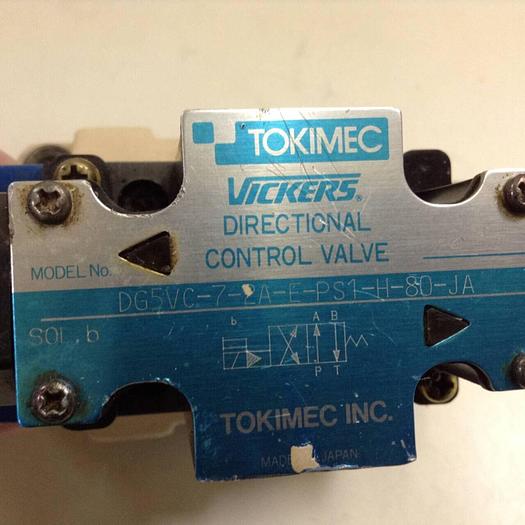 TOKIMEC
VICKERS®
DIRECTIONAL
CONTROL VALVE
MODEL No.
DG5VC-7-2A-E-PS1-H-80-JA
SOL. b
b
A B
P T
TOKIMEC INC.
MADE JAPAN